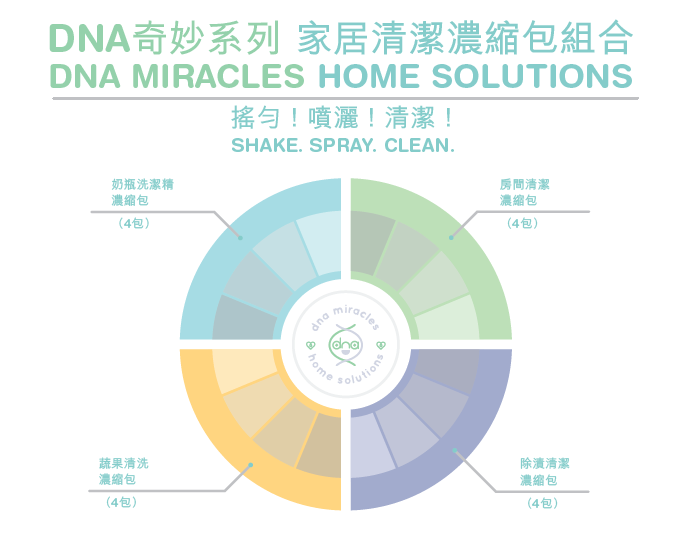 DNA奇妙系列 家居清潔濃縮包組合
DNA MIRACLES HOME SOLUTIONS
搖勻！噴灑！清潔！
SHAKE. SPRAY. CLEAN.
奶瓶洗潔精
濃縮包
（4包）
房間清潔
濃縮包
（4包）
dna miracles
home solutions
蔬果清洗
濃縮包
（4包）
除漬清潔
濃縮包
（4包）